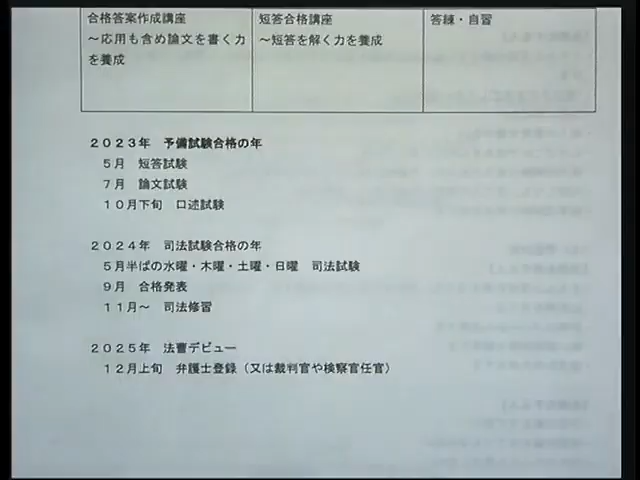 合格答案作成講座
～応用も含め論文を書く力
を養成
短答合格講座
～短答を解く力を養成
答練・自習
２０２３年　予備試験合格の年
５月　短答試験
７月　論文試験
１０月下旬　口述試験
２０２４年　司法試験合格の年
５月半ばの水曜・木曜・土曜・日曜　司法試験
９月　合格発表
１１月～　司法修習
２０２５年　法曹デビュー
１２月上旬　弁護士登録（又は裁判官や検察官任官）